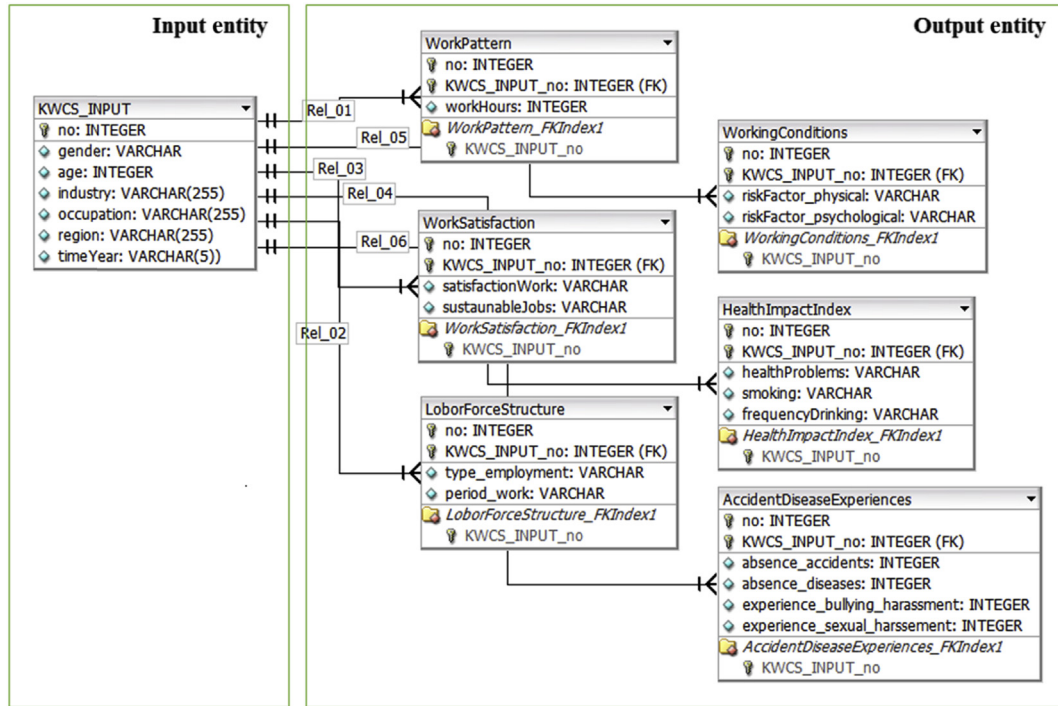 Input entity
Output entity
KWCS_INPUT
no: INTEGER
gender: VARCHAR
age: INTEGER
industry: VARCHAR(255)
occupation: VARCHAR(255)
region: VARCHAR(255)
timeYear: VARCHAR(5))
Rel_01
Rel_05
Rel_03
Rel_04
Rel_06
Rel_02
WorkPattern
no: INTEGER
KWCS_INPUT_no: INTEGER (FK)
workHours: INTEGER
WorkPattern_FKIndex1
KWCS_INPUT_no
WorkSatisfaction
no: INTEGER
KWCS_INPUT_no: INTEGER (FK)
satisfactionWork: VARCHAR
sustaunableJobs: VARCHAR
WorkSatisfaction_FKIndex1
KWCS_INPUT_no
LoborForceStructure
no: INTEGER
KWCS_INPUT_no: INTEGER (FK)
type_employment: VARCHAR
period_work: VARCHAR
LoborForceStructure_FKIndex1
KWCS_INPUT_no
WorkingConditions
no: INTEGER
KWCS_INPUT_no: INTEGER (FK)
riskFactor_physical: VARCHAR
riskFactor_psychological: VARCHAR
WorkingConditions_FKIndex1
KWCS_INPUT_no
HealthImpactIndex
no: INTEGER
KWCS_INPUT_no: INTEGER (FK)
healthProblems: VARCHAR
smoking: VARCHAR
frequencyDrinking: VARCHAR
HealthImpactIndex_FKIndex1
KWCS_INPUT_no
AccidentDiseaseExperiences
no: INTEGER
KWCS_INPUT_no: INTEGER (FK)
absence_accidents: INTEGER
absence_diseases: INTEGER
experience_bullying_harassment: INTEGER
experience_sexual_harssement: INTEGER
AccidentDiseaseExperiences_FKIndex1
KWCS_INPUT_no